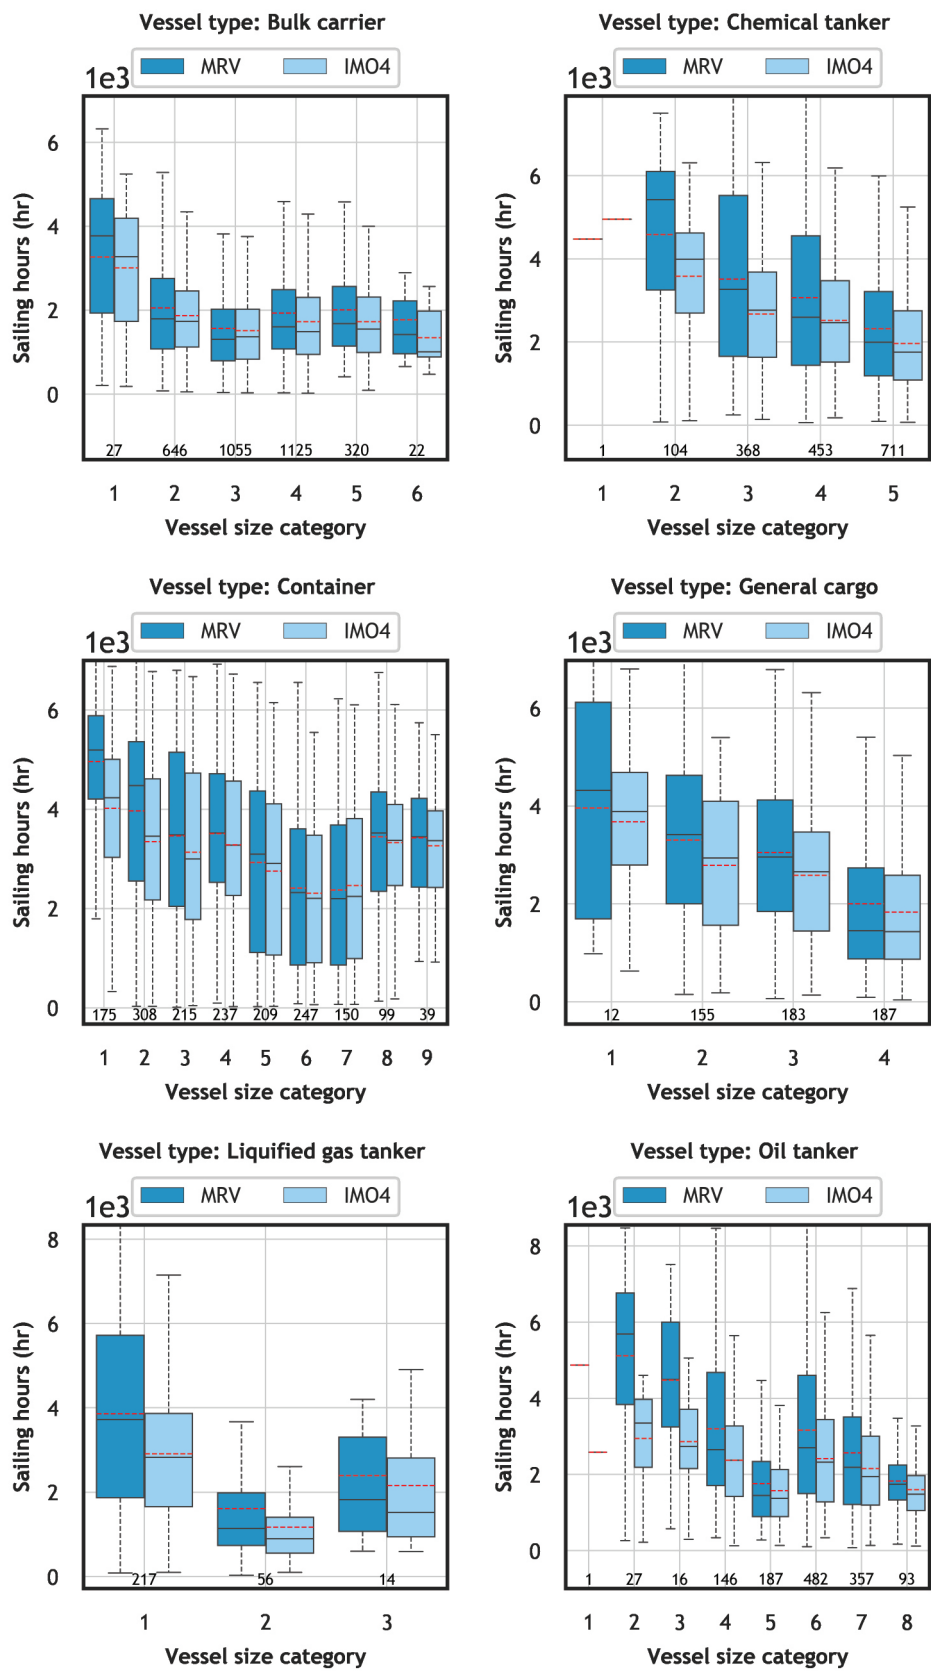 Vessel type: Bulk carrier
MRV IMO4
1e3
6
4
2
0
Sailing hours (hr)
27 646 1055 1125 320 22
1 2 3 4 5 6
Vessel size category
Vessel type: Chemical tanker
MRV IMO4
1e3
6
4
2
0
Sailing hours (hr)
1 104 368 453 711
1 2 3 4 5
Vessel size category
Vessel type: Container
MRV IMO4
1e3
6
4
2
0
Sailing hours (hr)
175 308 215 237 209 247 150 99 39
1 2 3 4 5 6 7 8 9
Vessel size category
Vessel type: General cargo
MRV IMO4
1e3
6
4
2
0
Sailing hours (hr)
12 155 183 187
1 2 3 4
Vessel size category
Vessel type: Liquified gas tanker
MRV IMO4
1e3
8
6
4
2
0
Sailing hours (hr)
217 56 14
1 2 3
Vessel size category
Vessel type: Oil tanker
MRV IMO4
1e3
8
6
4
2
0
Sailing hours (hr)
1 27 16 146 187 482 357 93
1 2 3 4 5 6 7 8
Vessel size category